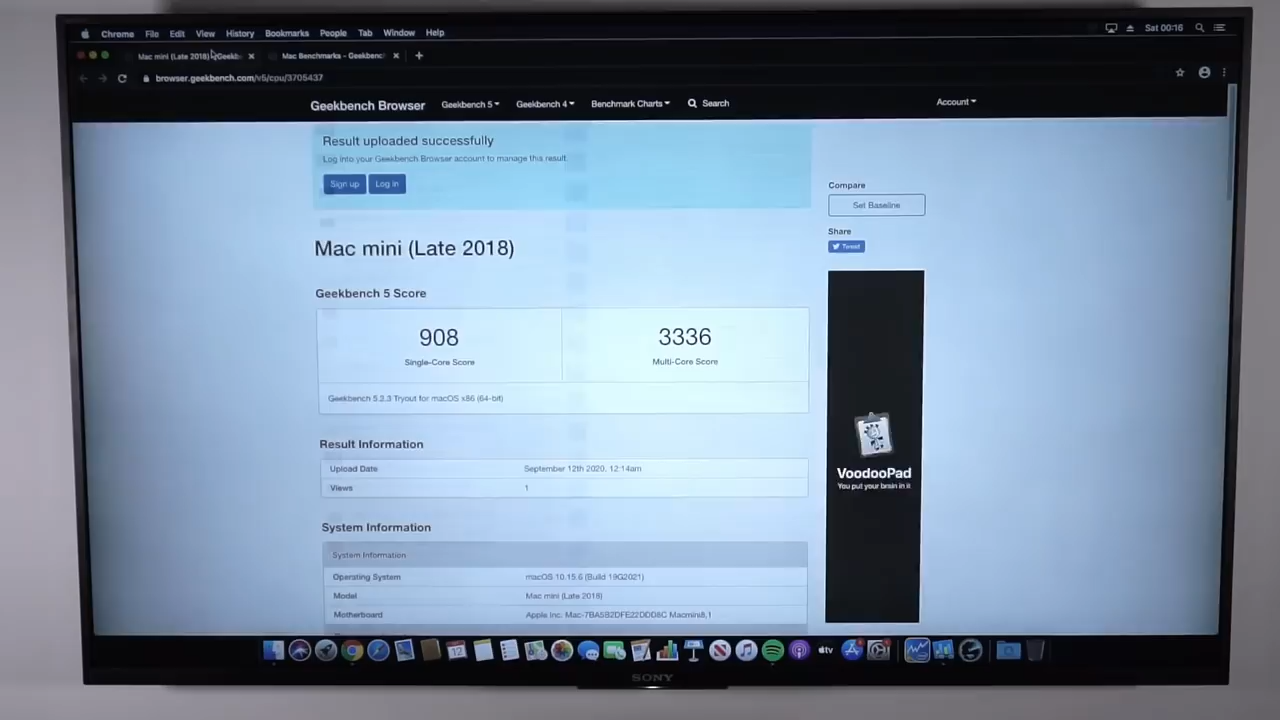 Chrome File Edit View History Bookmarks People Tab Window Help Sat 00:16
Mac mini (Late 2018) - Geekb Mac Benchmarks - Geekbenc
browser.geekbench.com/v5/cpu/3705437
Geekbench Browser Geekbench 5 Geekbench 4 Benchmark Charts Search Account
Result uploaded successfully
Log into your Geekbench Browser account to manage this result.
Sign up Log in
Compare
Set Baseline
Share
Tweet
Mac mini (Late 2018)
Geekbench 5 Score
908 3336
Single-Core Score Multi-Core Score
Geekbench 5.2.3 Tryout for macOS x86 (64-bit)
Result Information
Upload Date September 12th 2020, 12:14am
Views 1
VoodooPad
You put your brain in it
System Information
System Information
Operating System macOS 10.15.6 (Build 19G2021)
Model Mac mini (Late 2018)
Motherboard Apple Inc. Mac-7BA5B2DFE22DDD8C Macmini8,1
12
tv
SONY